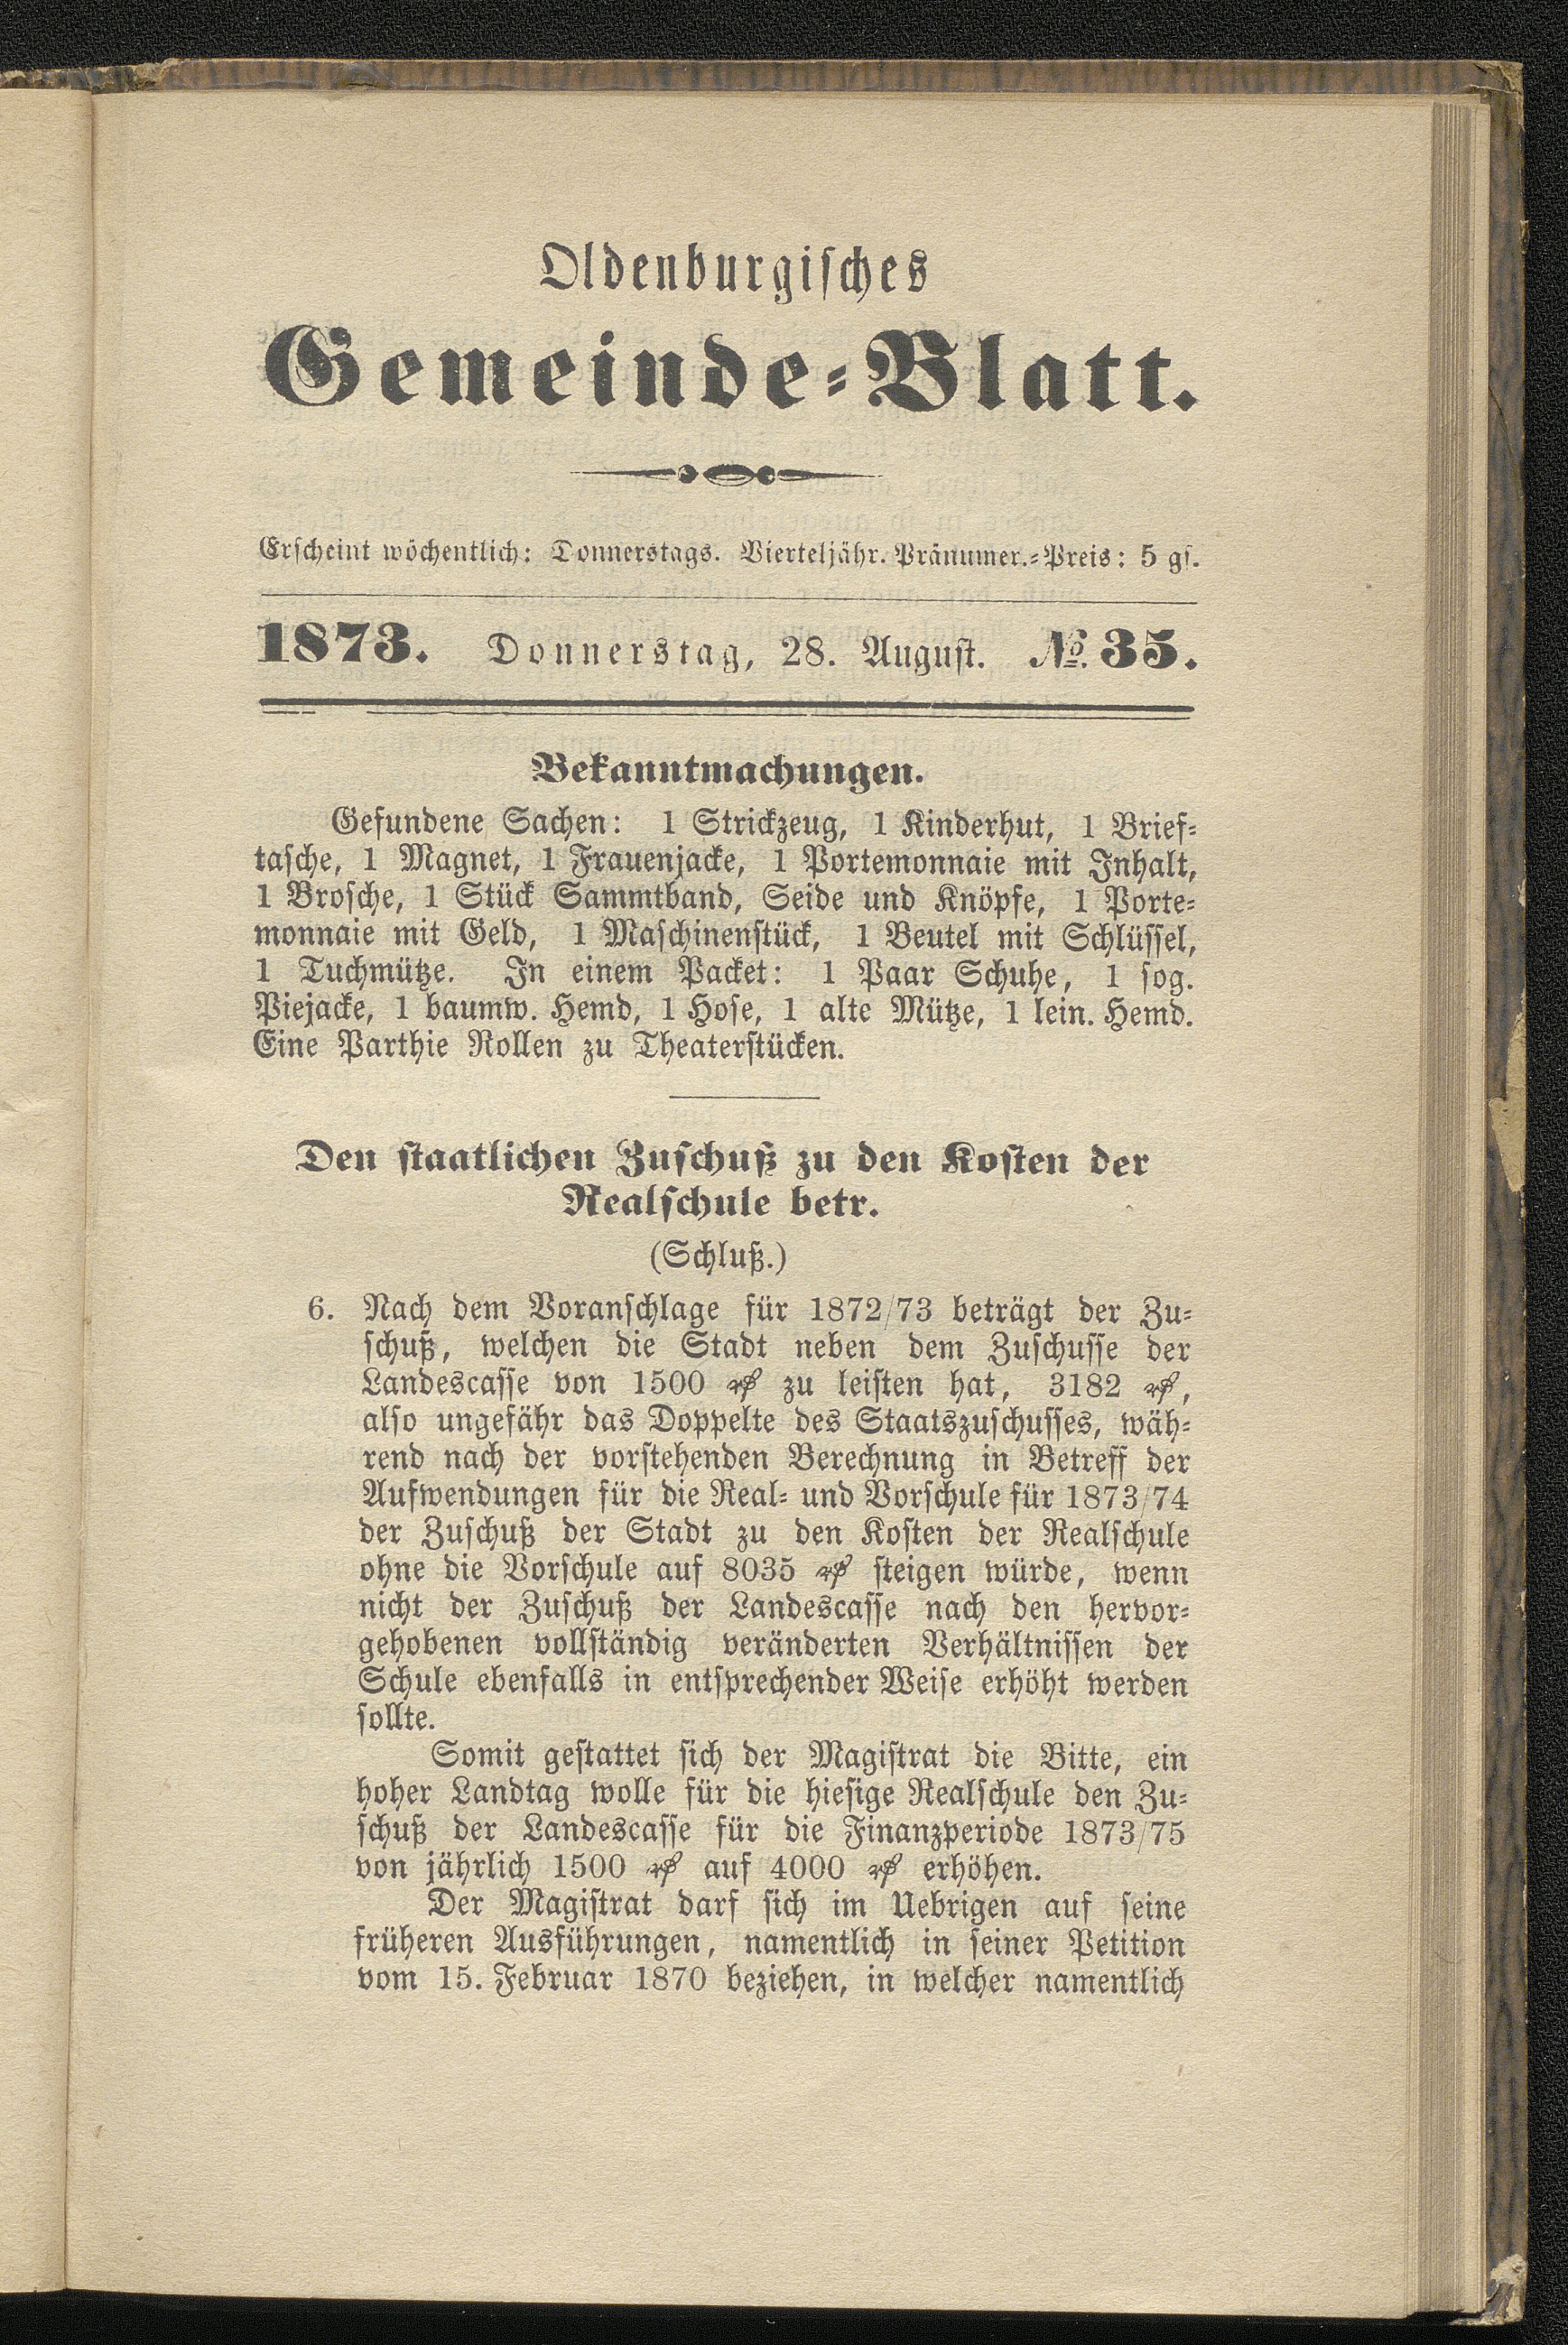 Oldenburgisches
Gemeinde-Blatt.
Erscheint wöchentlich: Donnerstags. Vierteljähr. Pränumer.-Preis: 5 gs.
1873. Donnerstag, 28. August. №. 35.
Bekanntmachungen.
Gefundene Sachen: 1 Strickzeug, 1 Kinderhut, 1 Brief-
tasche, 1 Magnet, 1 Frauenjacke, 1 Portemonnaie mit Inhalt,
1 Brosche, 1 Stück Sammtband, Seide und Knöpfe, 1 Porte-
monnaie mit Geld, 1 Maschinenstück, 1 Beutel mit Schlüssel,
1 Tuchmütze. In einem Packet: 1 Paar Schuhe, 1 sog.
Piejacke, 1 baumw. Hemd, 1 Hose, 1 alte Mütze, 1 lein. Hemd.
Eine Parthie Rollen zu Theaterstücken.
Den staatlichen Zuschuß zu den Kosten der
Realschule betr.
(Schluß.)
6. Nach dem Voranschlage für 1872/73 beträgt der Zu-
schuß, welchen die Stadt neben dem Zuschusse der
Landescasse von 1500 ₰ zu leisten hat, 3182 ₰,
also ungefähr das Doppelte des Staatszuschusses, wäh-
rend nach der vorstehenden Berechnung in Betreff der
Aufwendungen für die Real- und Vorschule für 1873/74
der Zuschuß der Stadt zu den Kosten der Realschule
ohne die Vorschule auf 8035 ₰ steigen würde, wenn
nicht der Zuschuß der Landescasse nach den hervor-
gehobenen vollständig veränderten Verhältnissen der
Schule ebenfalls in entsprechender Weise erhöht werden
sollte.
Somit gestattet sich der Magistrat die Bitte, ein
hoher Landtag wolle für die hiesige Realschule den Zu-
schuß der Landescasse für die Finanzperiode 1873/75
von jährlich 1500 ₰ auf 4000 ₰ erhöhen.
Der Magistrat darf sich im Uebrigen auf seine
früheren Ausführungen, namentlich in seiner Petition
vom 15. Februar 1870 beziehen, in welcher namentlich